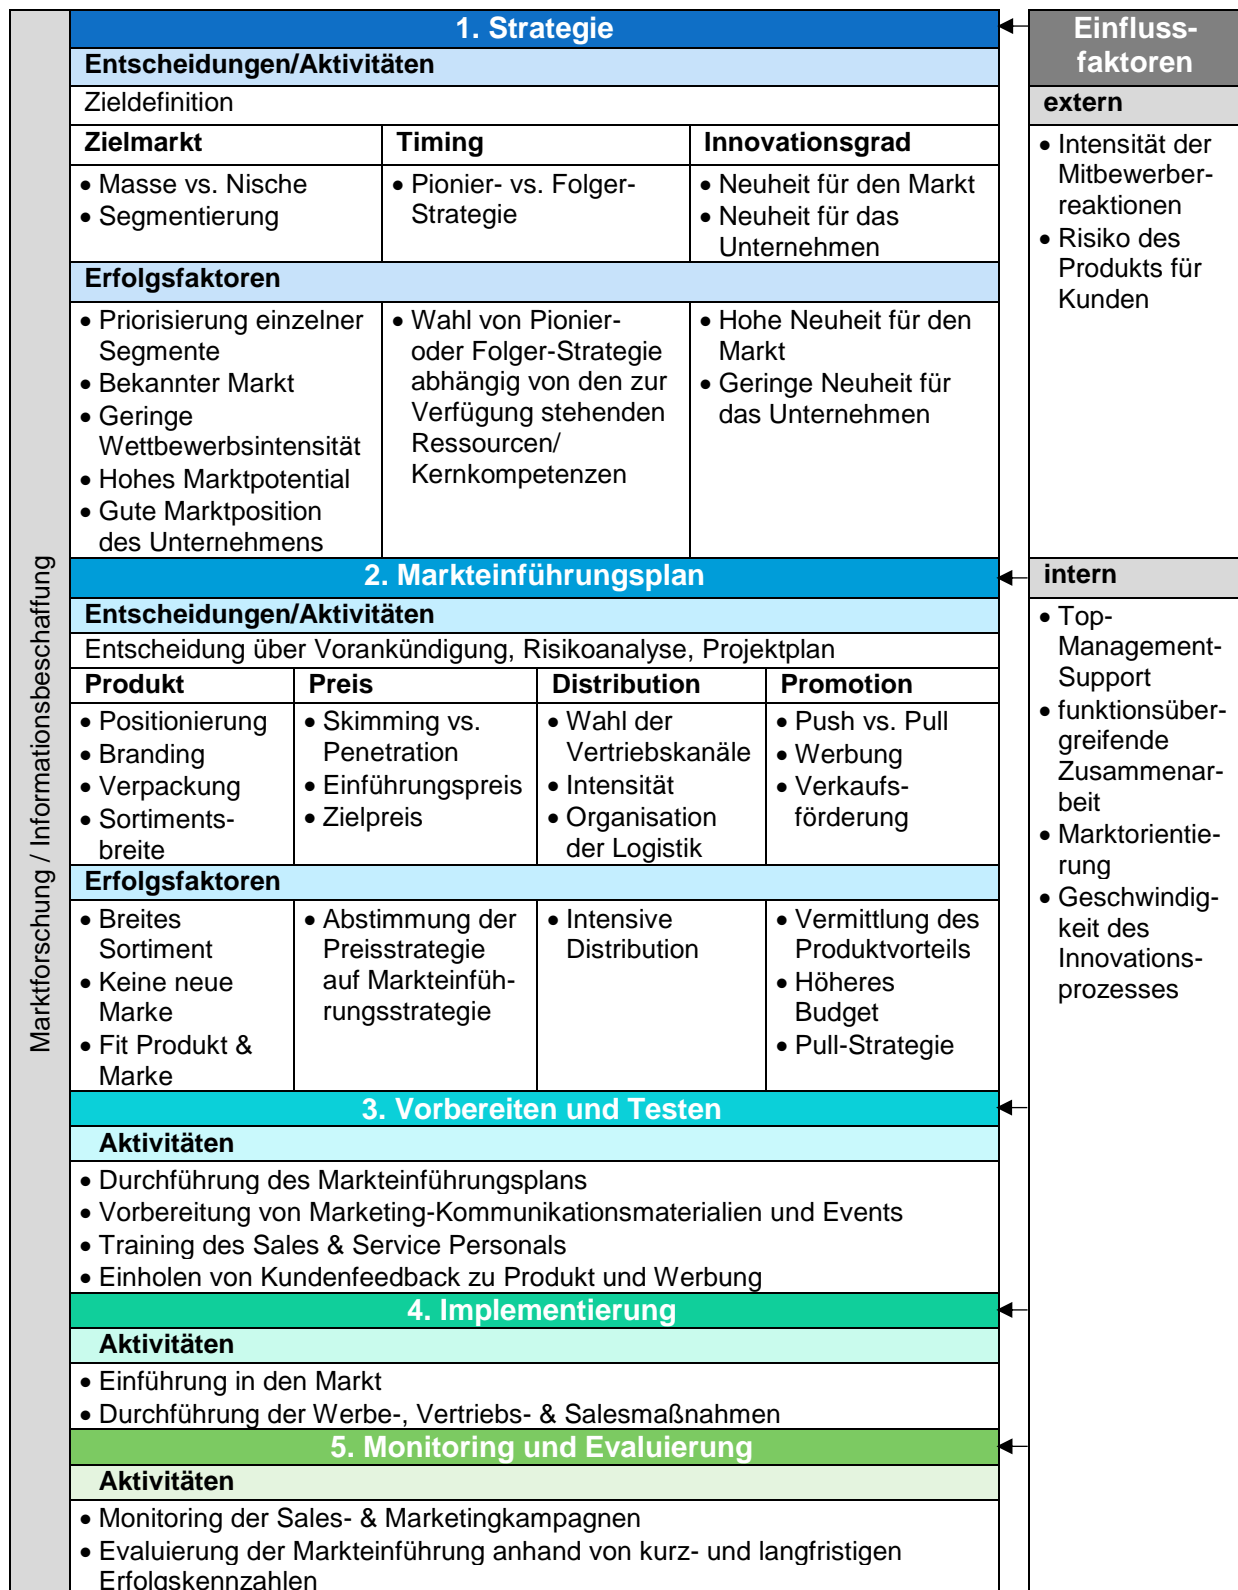 Marktforschung / Informationsbeschaffung
1. Strategie
Entscheidungen/Aktivitäten
Zieldefinition
Zielmarkt
• Masse vs. Nische
• Segmentierung
Timing
• Pionier- vs. Folger-
Strategie
Innovationsgrad
• Neuheit für den Markt
• Neuheit für das
Unternehmen
Erfolgsfaktoren
• Priorisierung einzelner
Segmente
• Bekannter Markt
• Geringe
Wettbewerbsintensität
• Hohes Marktpotential
• Gute Marktposition
des Unternehmens
• Wahl von Pionier-
oder Folger-Strategie
abhängig von den zur
Verfügung stehenden
Ressourcen/
Kernkompetenzen
• Hohe Neuheit für den
Markt
• Geringe Neuheit für
das Unternehmen
2. Markteinführungsplan
Entscheidungen/Aktivitäten
Entscheidung über Vorankündigung, Risikoanalyse, Projektplan
Produkt
• Positionierung
• Branding
• Verpackung
• Sortiments-
breite
Preis
• Skimming vs.
Penetration
• Einführungspreis
• Zielpreis
Distribution
• Wahl der
Vertriebskanäle
• Intensität
• Organisation
der Logistik
Promotion
• Push vs. Pull
• Werbung
• Verkaufs-
förderung
Erfolgsfaktoren
• Breites
Sortiment
• Keine neue
Marke
• Fit Produkt &
Marke
• Abstimmung der
Preisstrategie
auf Markteinfüh-
rungsstrategie
• Intensive
Distribution
• Vermittlung des
Produktvorteils
• Höheres
Budget
• Pull-Strategie
3. Vorbereiten und Testen
Aktivitäten
• Durchführung des Markteinführungsplans
• Vorbereitung von Marketing-Kommunikationsmaterialien und Events
• Training des Sales & Service Personals
• Einholen von Kundenfeedback zu Produkt und Werbung
4. Implementierung
Aktivitäten
• Einführung in den Markt
• Durchführung der Werbe-, Vertriebs- & Salesmaßnahmen
5. Monitoring und Evaluierung
Aktivitäten
• Monitoring der Sales- & Marketingkampagnen
• Evaluierung der Markteinführung anhand von kurz- und langfristigen
Erfolgskennzahlen
Einfluss-
faktoren
extern
• Intensität der
Mitbewerber-
reaktionen
• Risiko des
Produkts für
Kunden
intern
• Top-
Management-
Support
• funktionsüber-
greifende
Zusammenar-
beit
• Marktorientie-
rung
• Geschwindig-
keit des
Innovations-
prozesses